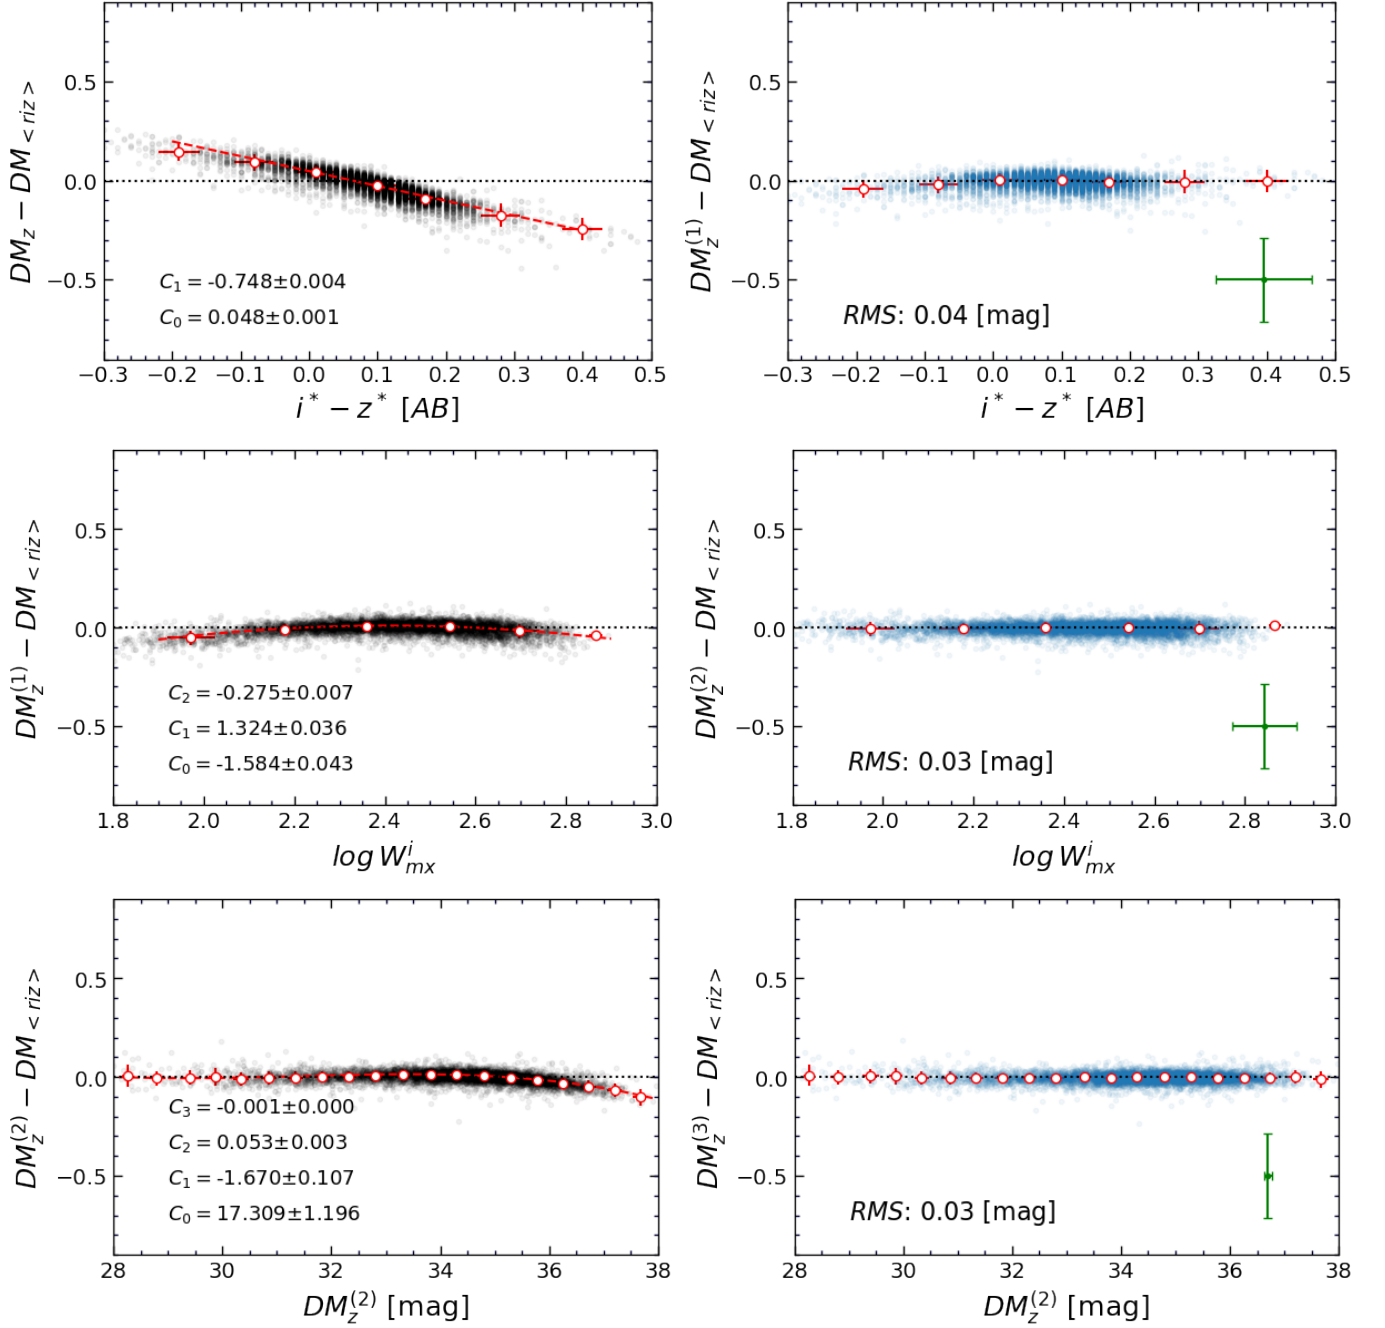 DM_z − DM_<riz>
0.5
0.0
−0.5
C_1 = -0.748±0.004
C_0 = 0.048±0.001
−0.3 −0.2 −0.1 0.0 0.1 0.2 0.3 0.4 0.5
i* − z* [AB]
DM_z^(1) − DM_<riz>
0.5
0.0
−0.5
RMS: 0.04 [mag]
−0.3 −0.2 −0.1 0.0 0.1 0.2 0.3 0.4 0.5
i* − z* [AB]
DM_z^(1) − DM_<riz>
0.5
0.0
−0.5
C_2 = -0.275±0.007
C_1 = 1.324±0.036
C_0 = -1.584±0.043
1.8 2.0 2.2 2.4 2.6 2.8 3.0
log W_mx^i
DM_z^(2) − DM_<riz>
0.5
0.0
−0.5
RMS: 0.03 [mag]
1.8 2.0 2.2 2.4 2.6 2.8 3.0
log W_mx^i
DM_z^(2) − DM_<riz>
0.5
0.0
−0.5
C_3 = -0.001±0.000
C_2 = 0.053±0.003
C_1 = -1.670±0.107
C_0 = 17.309±1.196
28 30 32 34 36 38
DM_z^(2) [mag]
DM_z^(3) − DM_<riz>
0.5
0.0
−0.5
RMS: 0.03 [mag]
28 30 32 34 36 38
DM_z^(2) [mag]